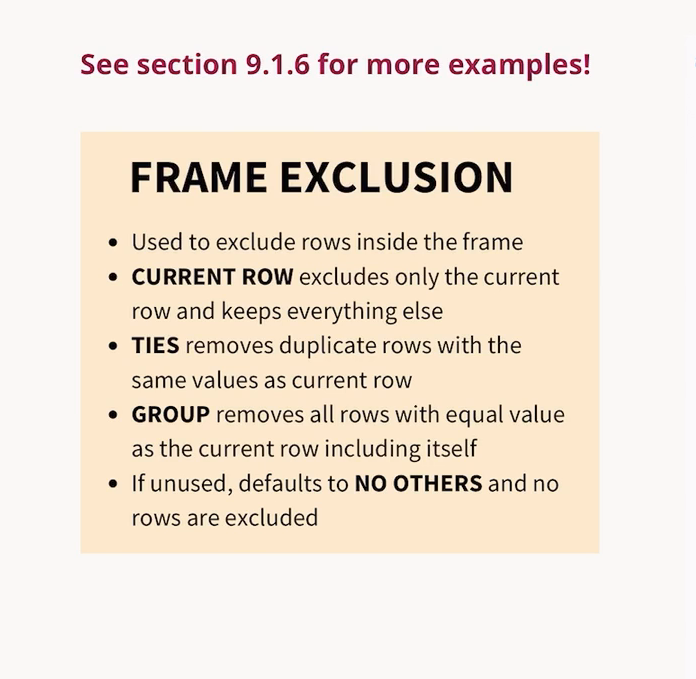 See section 9.1.6 for more examples!
FRAME EXCLUSION
• Used to exclude rows inside the frame
• CURRENT ROW excludes only the current
row and keeps everything else
• TIES removes duplicate rows with the
same values as current row
• GROUP removes all rows with equal value
as the current row including itself
• If unused, defaults to NO OTHERS and no
rows are excluded